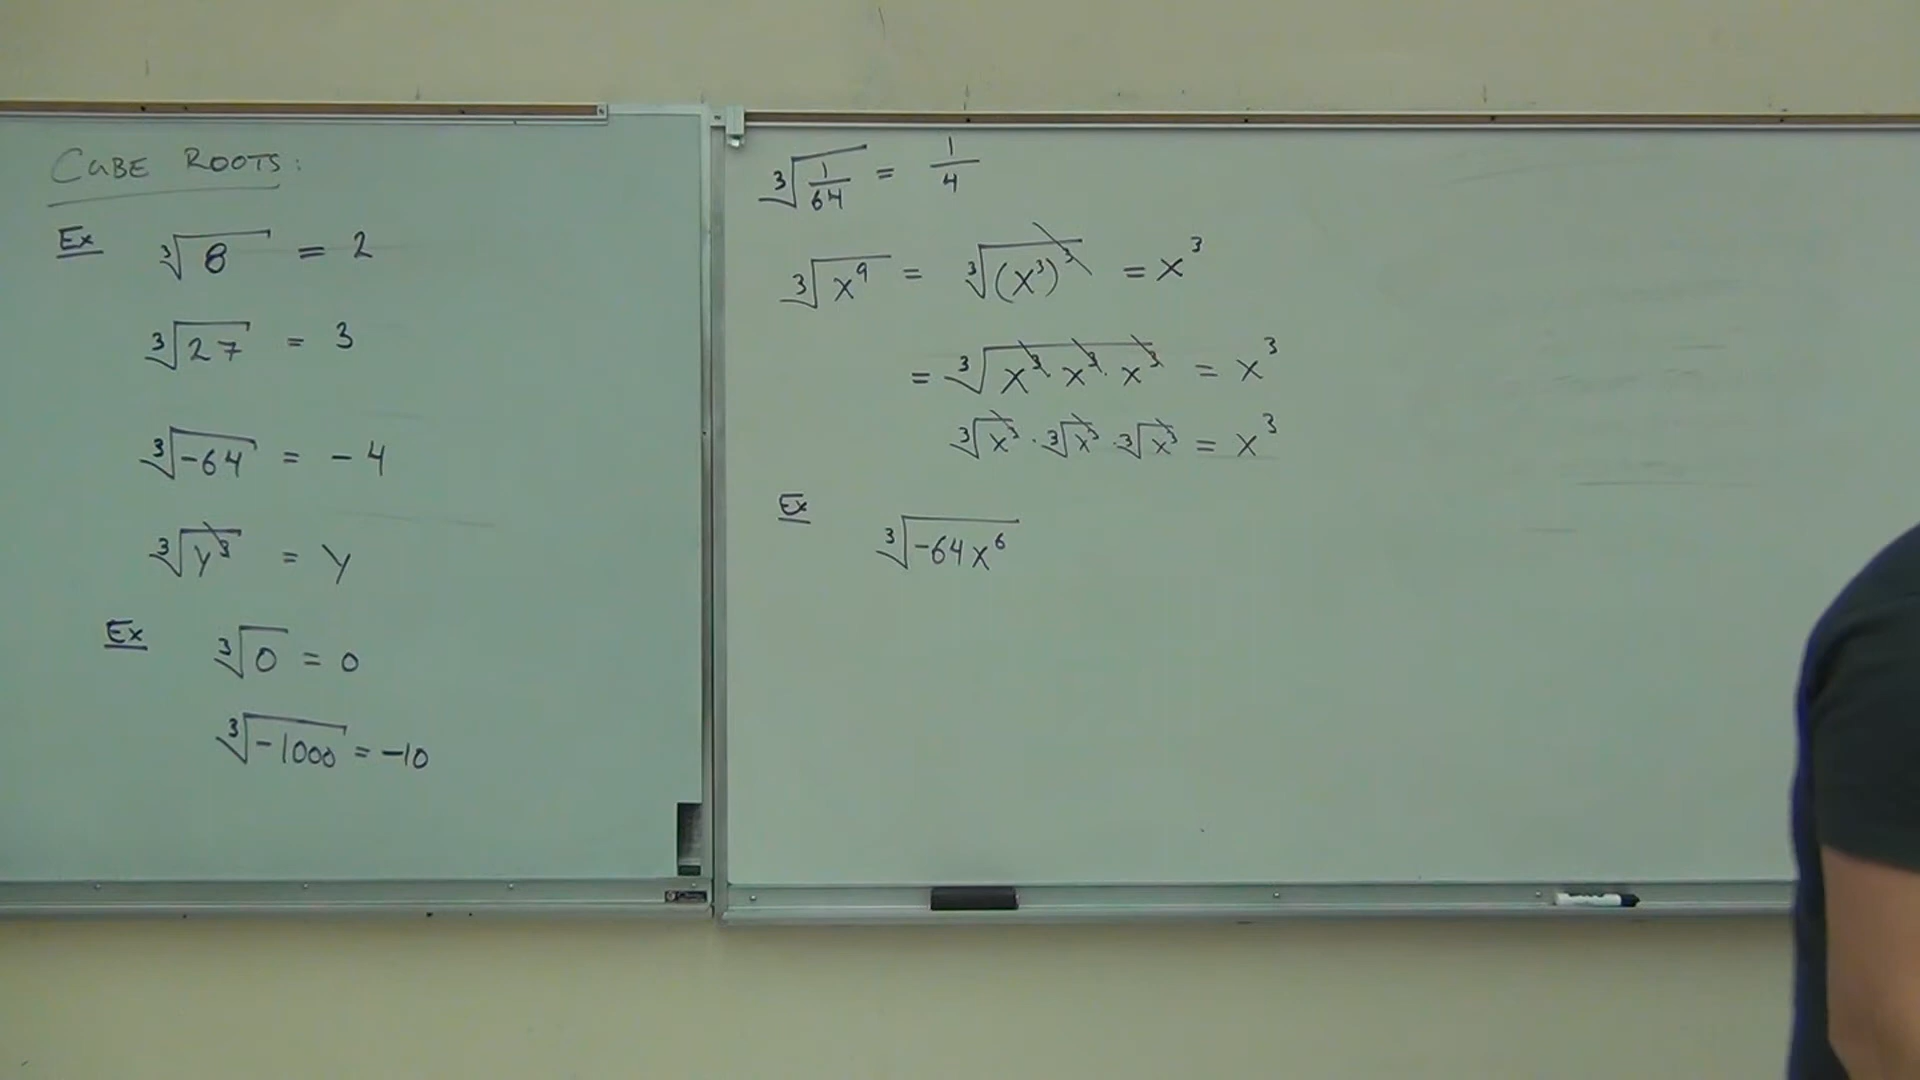 CUBE ROOTS:
Ex ∛8 = 2
∛27 = 3
∛-64 = -4
∛y³ = y
Ex ∛0 = 0
∛-1000 = -10
∛(1/64) = 1/4
∛x⁹ = ∛(x³)³ = x³
= ∛x³·x³·x³ = x³
∛x³ · ∛x³ · ∛x³ = x³
Ex ∛-64x⁶